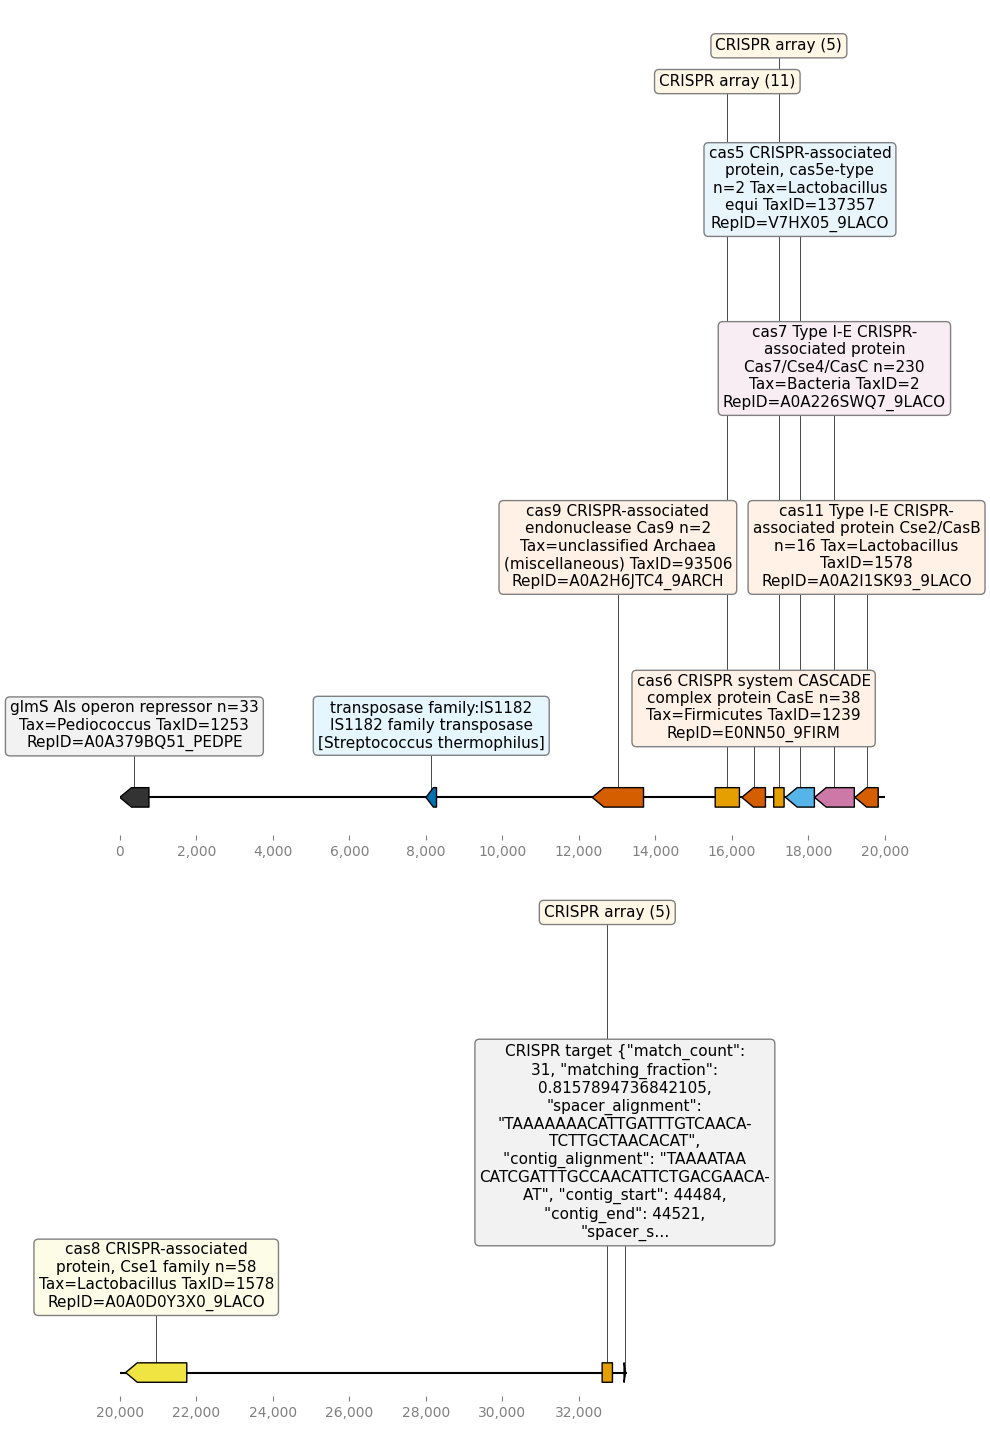 CRISPR array (5)
CRISPR array (11)
cas5 CRISPR-associated
protein, cas5e-type
n=2 Tax=Lactobacillus
equi TaxID=137357
RepID=V7HX05_9LACO
cas7 Type I-E CRISPR-
associated protein
Cas7/Cse4/CasC n=230
Tax=Bacteria TaxID=2
RepID=A0A226SWQ7_9LACO
cas9 CRISPR-associated
endonuclease Cas9 n=2
Tax=unclassified Archaea
(miscellaneous) TaxID=93506
RepID=A0A2H6JTC4_9ARCH
cas11 Type I-E CRISPR-
associated protein Cse2/CasB
n=16 Tax=Lactobacillus
TaxID=1578
RepID=A0A2I1SK93_9LACO
cas6 CRISPR system CASCADE
complex protein CasE n=38
Tax=Firmicutes TaxID=1239
RepID=E0NN50_9FIRM
glmS Als operon repressor n=33
Tax=Pediococcus TaxID=1253
RepID=A0A379BQ51_PEDPE
transposase family:IS1182
IS1182 family transposase
[Streptococcus thermophilus]
0 2,000 4,000 6,000 8,000 10,000 12,000 14,000 16,000 18,000 20,000
CRISPR array (5)
CRISPR target {"match_count":
31, "matching_fraction":
0.8157894736842105,
"spacer_alignment":
"TAAAAAAACATTGATTTGTCAACA-
TCTTGCTAACACAT",
"contig_alignment": "TAAAATAA
CATCGATTTGCCAACATTCTGACGAACA-
AT", "contig_start": 44484,
"contig_end": 44521,
"spacer_s...
cas8 CRISPR-associated
protein, Cse1 family n=58
Tax=Lactobacillus TaxID=1578
RepID=A0A0D0Y3X0_9LACO
20,000 22,000 24,000 26,000 28,000 30,000 32,000